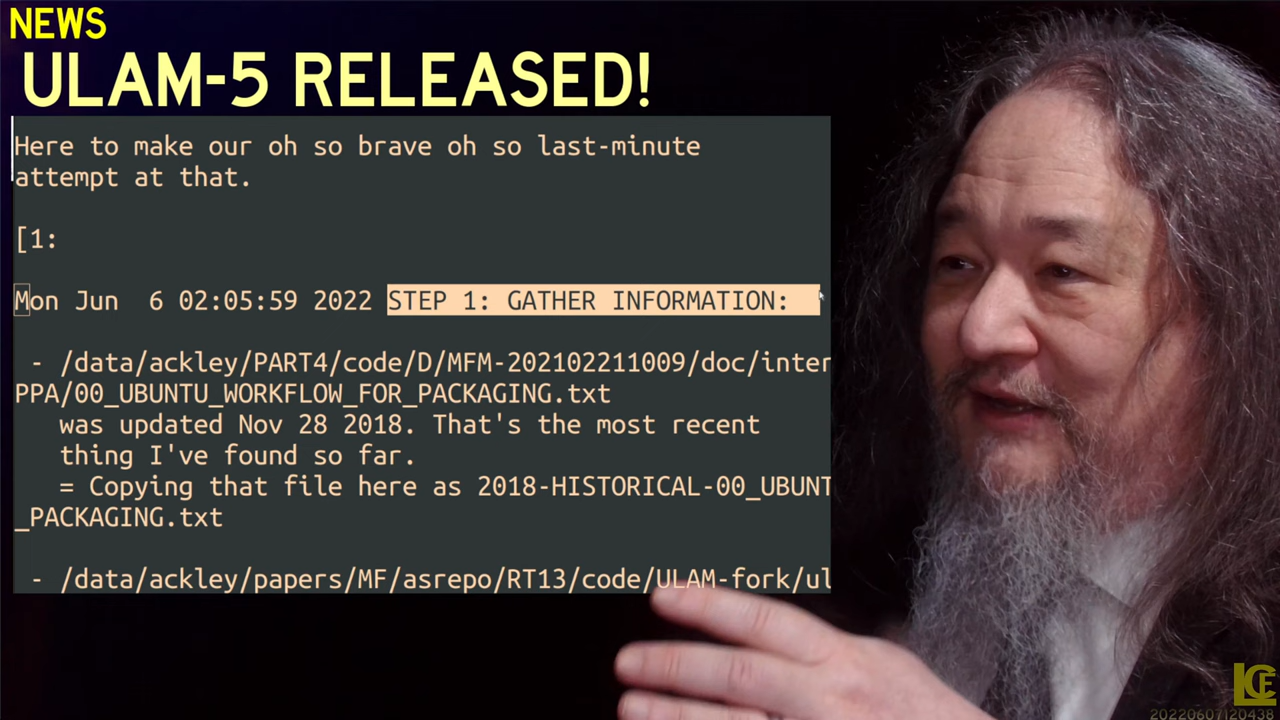 NEWS
ULAM-5 RELEASED!
Here to make our oh so brave oh so last-minute
attempt at that.
[1:
Mon Jun  6 02:05:59 2022 STEP 1: GATHER INFORMATION:
- /data/ackley/PART4/code/D/MFM-202102211009/doc/inter
PPA/00_UBUNTU_WORKFLOW_FOR_PACKAGING.txt
was updated Nov 28 2018. That's the most recent
thing I've found so far.
= Copying that file here as 2018-HISTORICAL-00_UBUNT
_PACKAGING.txt
- /data/ackley/papers/MF/asrepo/RT13/code/ULAM-fork/ul
20220607120438